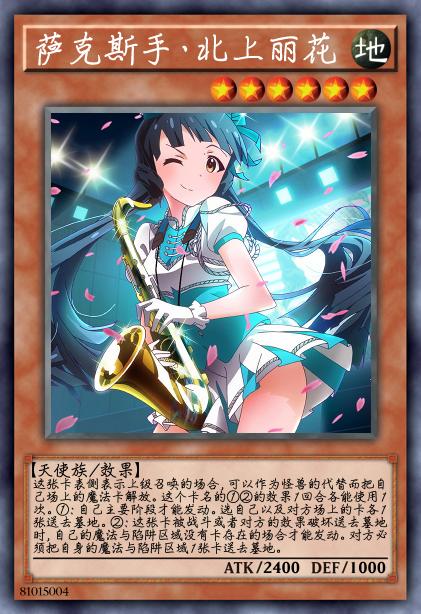 萨克斯手·北上丽花
地
【天使族/效果】
这张卡表侧表示上级召唤的场合,可以作为怪兽的代替而把自
己场上的魔法卡解放。这个卡名的①②的效果1回合各能使用1
次。①:自己主要阶段才能发动。选自己以及对方场上的卡各1
张送去墓地。②:这张卡被战斗或者对方的效果破坏送去墓地
时,自己的魔法与陷阱区域没有卡存在的场合才能发动。对方必
须把自身的魔法与陷阱区域1张卡送去墓地。
ATK/2400 DEF/1000
81015004